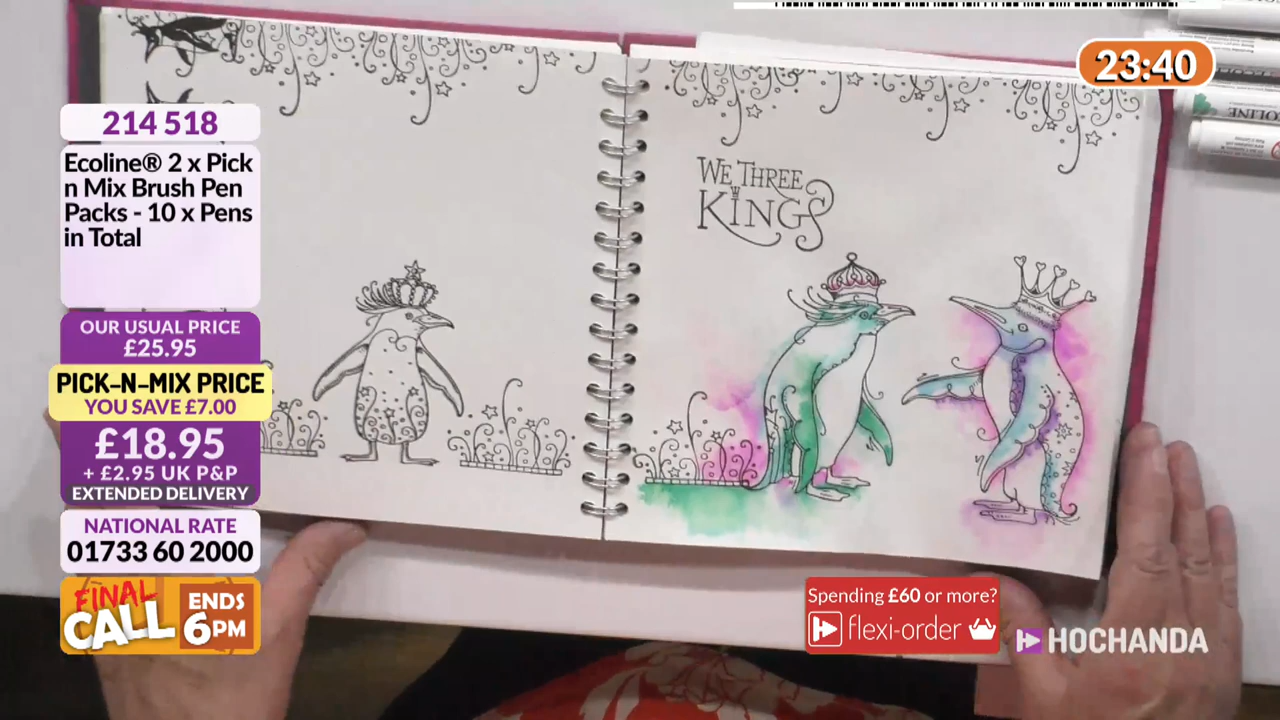 23:40
214 518
Ecoline® 2 x Pick
n Mix Brush Pen
Packs - 10 x Pens
in Total
OUR USUAL PRICE
£25.95
PICK-N-MIX PRICE
YOU SAVE £7.00
£18.95
+ £2.95 UK P&P
EXTENDED DELIVERY
NATIONAL RATE
01733 60 2000
FINAL
CALL
ENDS
6PM
WE THREE
KINGS
Spending £60 or more?
flexi-order
HOCHANDA